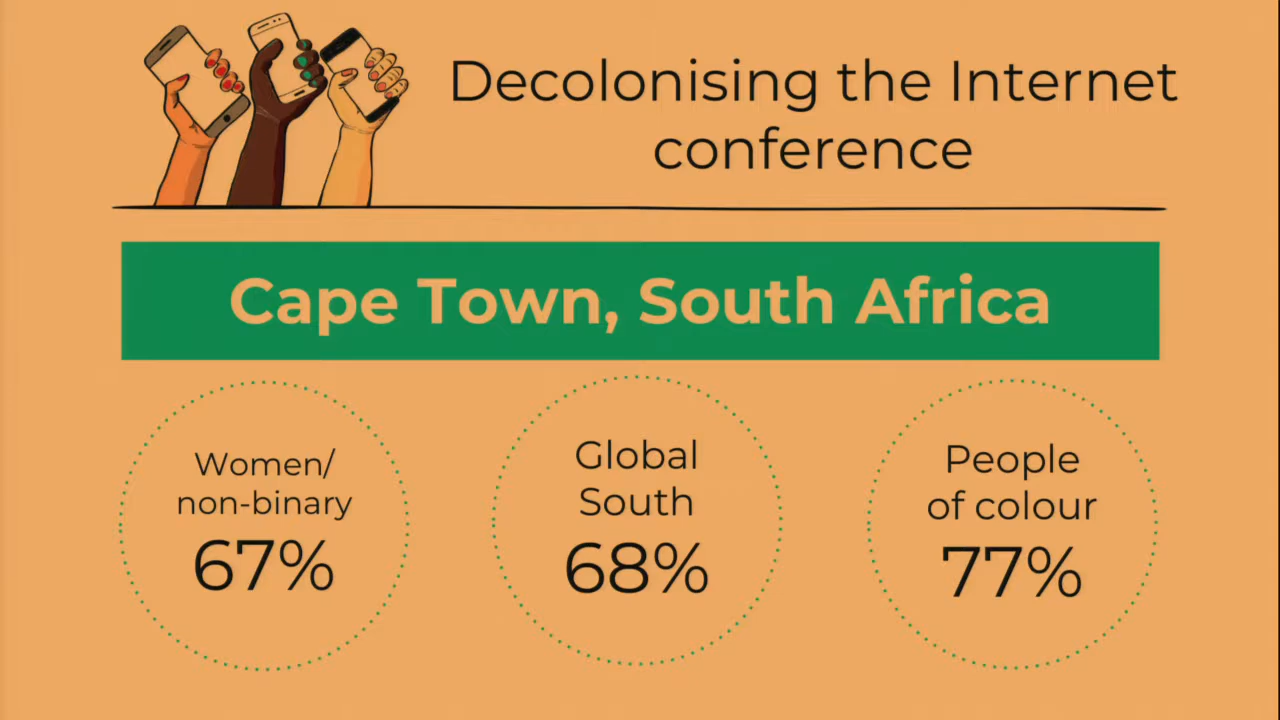 Decolonising the Internet
conference
Cape Town, South Africa
Women/
non-binary
67%
Global
South
68%
People
of colour
77%